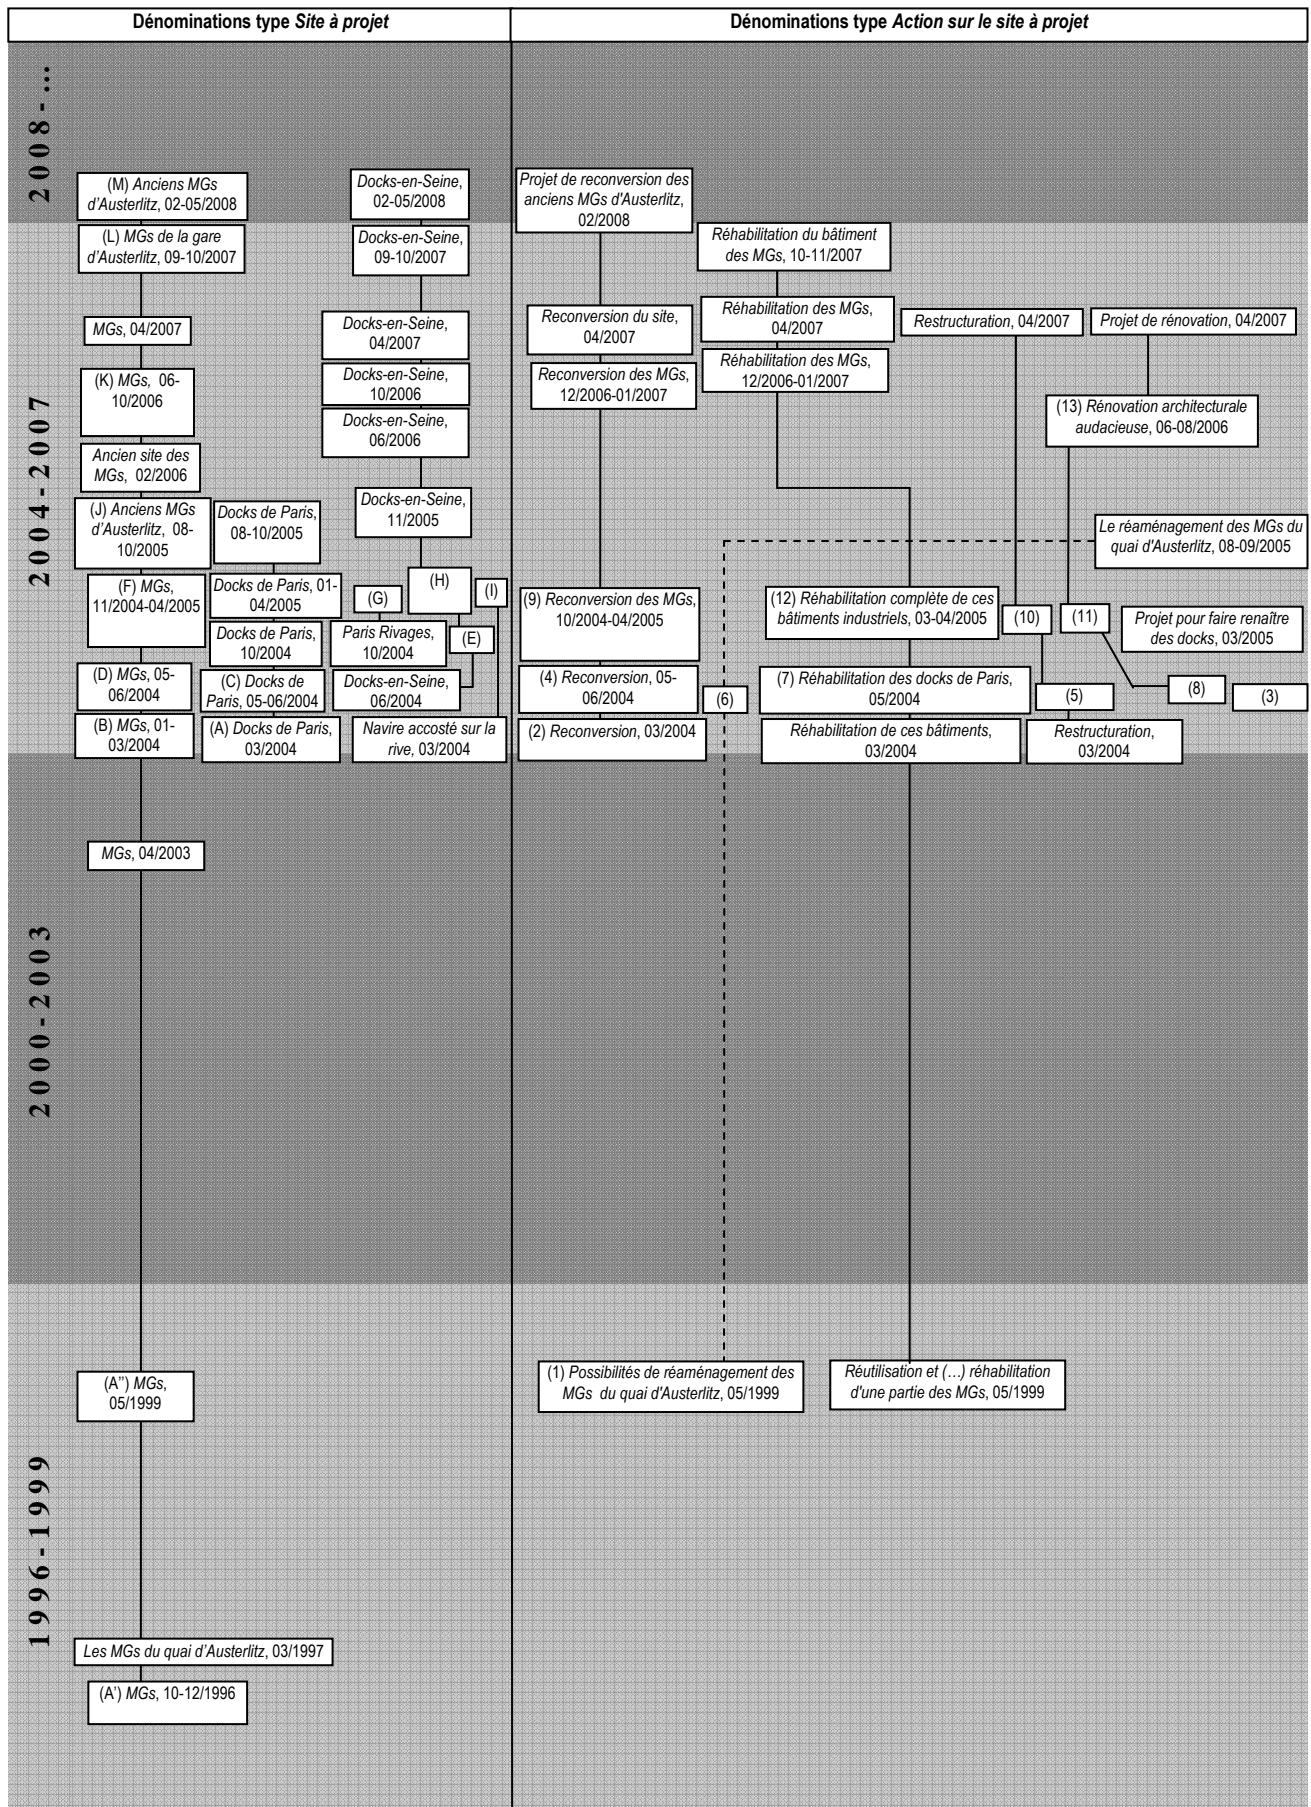 Dénominations type Site à projet
Dénominations type Action sur le site à projet
2008-...
(M) Anciens MGs
d'Austerlitz, 02-05/2008
Docks-en-Seine,
02-05/2008
Projet de reconversion des
anciens MGs d'Austerlitz,
02/2008
(L) MGs de la gare
d'Austerlitz, 09-10/2007
Docks-en-Seine,
09-10/2007
Réhabilitation du bâtiment
des MGs, 10-11/2007
2004-2007
MGs, 04/2007
Docks-en-Seine,
04/2007
Reconversion du site,
04/2007
Réhabilitation des MGs,
04/2007
Restructuration, 04/2007
Projet de rénovation, 04/2007
(K) MGs, 06-
10/2006
Docks-en-Seine,
10/2006
Reconversion des MGs,
12/2006-01/2007
Réhabilitation des MGs,
12/2006-01/2007
Docks-en-Seine,
06/2006
(13) Rénovation architecturale
audacieuse, 06-08/2006
Ancien site des
MGs, 02/2006
(J) Anciens MGs
d'Austerlitz, 08-
10/2005
Docks de Paris,
08-10/2005
Docks-en-Seine,
11/2005
Le réaménagement des MGs du
quai d'Austerlitz, 08-09/2005
(F) MGs,
11/2004-04/2005
Docks de Paris, 01-
04/2005
(G)
(H)
(I)
(9) Reconversion des MGs,
10/2004-04/2005
(12) Réhabilitation complète de ces
bâtiments industriels, 03-04/2005
(10)
(11)
Projet pour faire renaître
des docks, 03/2005
Docks de Paris,
10/2004
Paris Rivages,
10/2004
(E)
(D) MGs, 05-
06/2004
(C) Docks de
Paris, 05-06/2004
Docks-en-Seine,
06/2004
(4) Reconversion, 05-
06/2004
(6)
(7) Réhabilitation des docks de Paris,
05/2004
(5)
(8)
(3)
(B) MGs, 01-
03/2004
(A) Docks de Paris,
03/2004
Navire accosté sur la
rive, 03/2004
(2) Reconversion, 03/2004
Réhabilitation de ces bâtiments,
03/2004
Restructuration,
03/2004
2000-2003
MGs, 04/2003
1996-1999
(A'') MGs,
05/1999
(1) Possibilités de réaménagement des
MGs du quai d'Austerlitz, 05/1999
Réutilisation et (…) réhabilitation
d'une partie des MGs, 05/1999
Les MGs du quai d'Austerlitz, 03/1997
(A') MGs, 10-12/1996